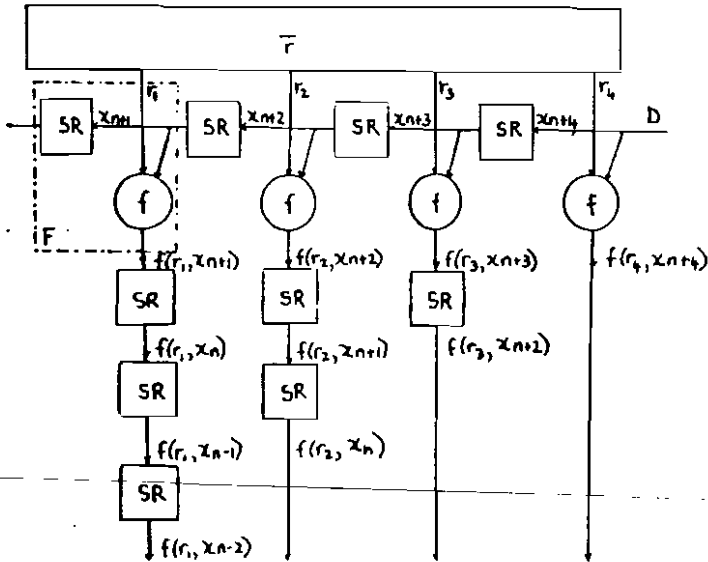 r̅
r₁ r₂ r₃ r₄
SR xₙ₊₁ SR xₙ₊₂ SR xₙ₊₃ SR xₙ₊₄ D
f f f f
F
f(r₁, xₙ₊₁) f(r₂, xₙ₊₂) f(r₃, xₙ₊₃) f(r₄, xₙ₊₄)
SR SR SR
f(r₁, xₙ) f(r₂, xₙ₊₁) f(r₃, xₙ₊₂)
SR SR
f(r₁, xₙ₋₁) f(r₂, xₙ)
SR
f(r₁, xₙ₋₂)